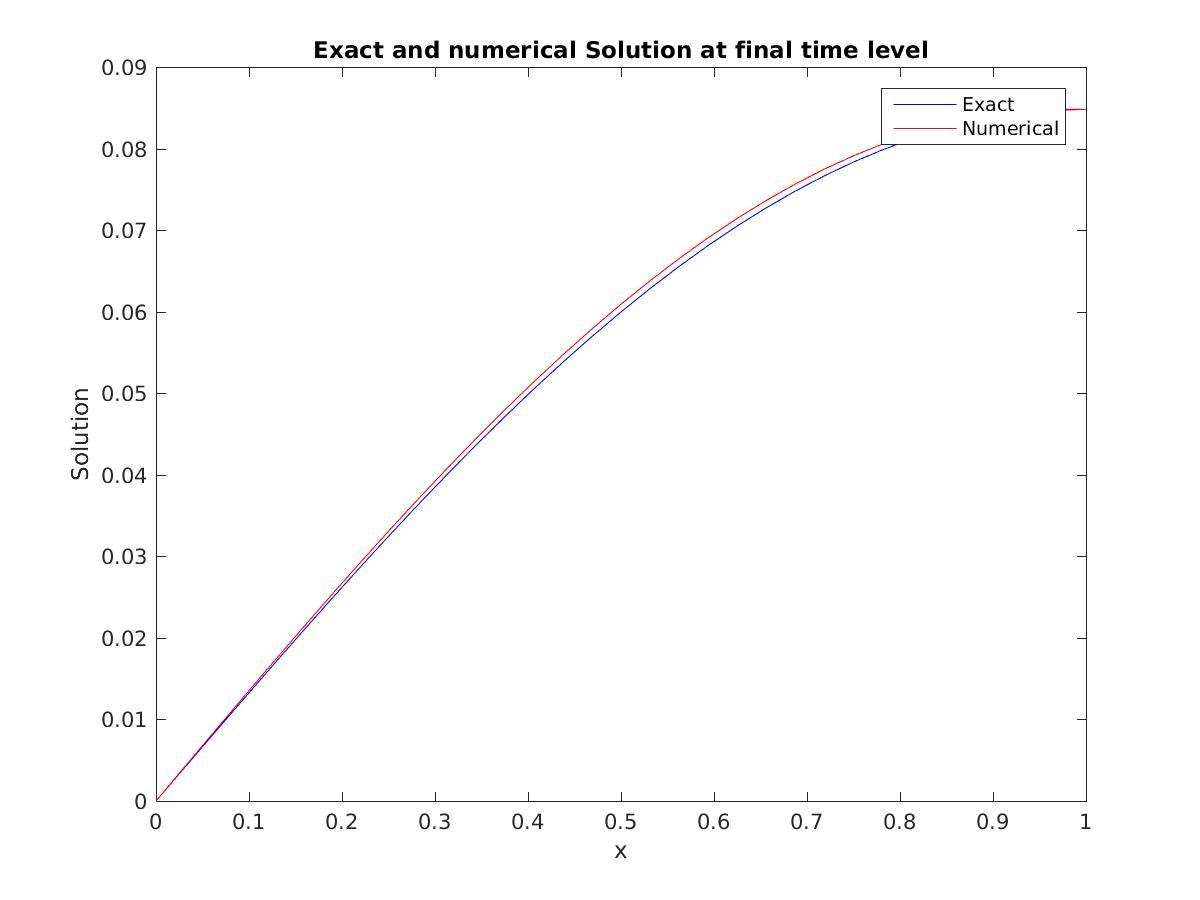 Exact and numerical Solution at final time level
0.09
0.08
0.07
0.06
0.05
0.04
0.03
0.02
0.01
0
Solution
Exact
Numerical
0 0.1 0.2 0.3 0.4 0.5 0.6 0.7 0.8 0.9 1
x